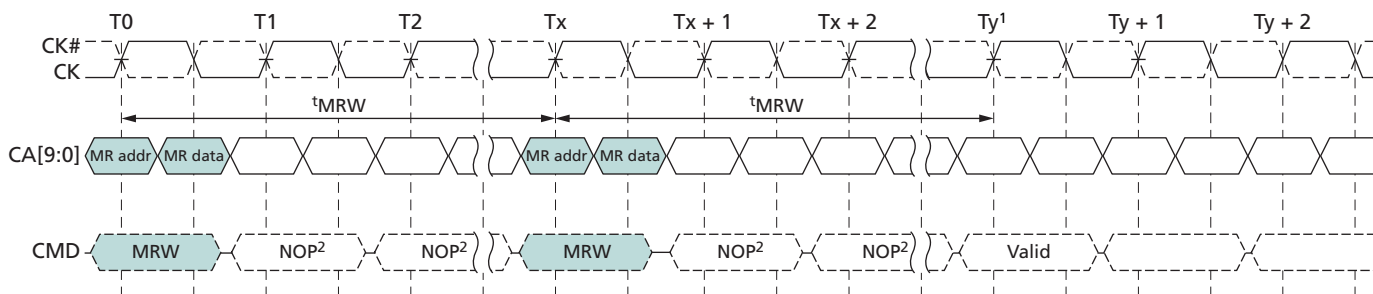 T0 T1 T2 Tx Tx + 1 Tx + 2 Ty¹ Ty + 1 Ty + 2
CK#
CK
ᵗMRW ᵗMRW
CA[9:0] MR addr MR data MR addr MR data
CMD MRW NOP² NOP² MRW NOP² NOP² Valid